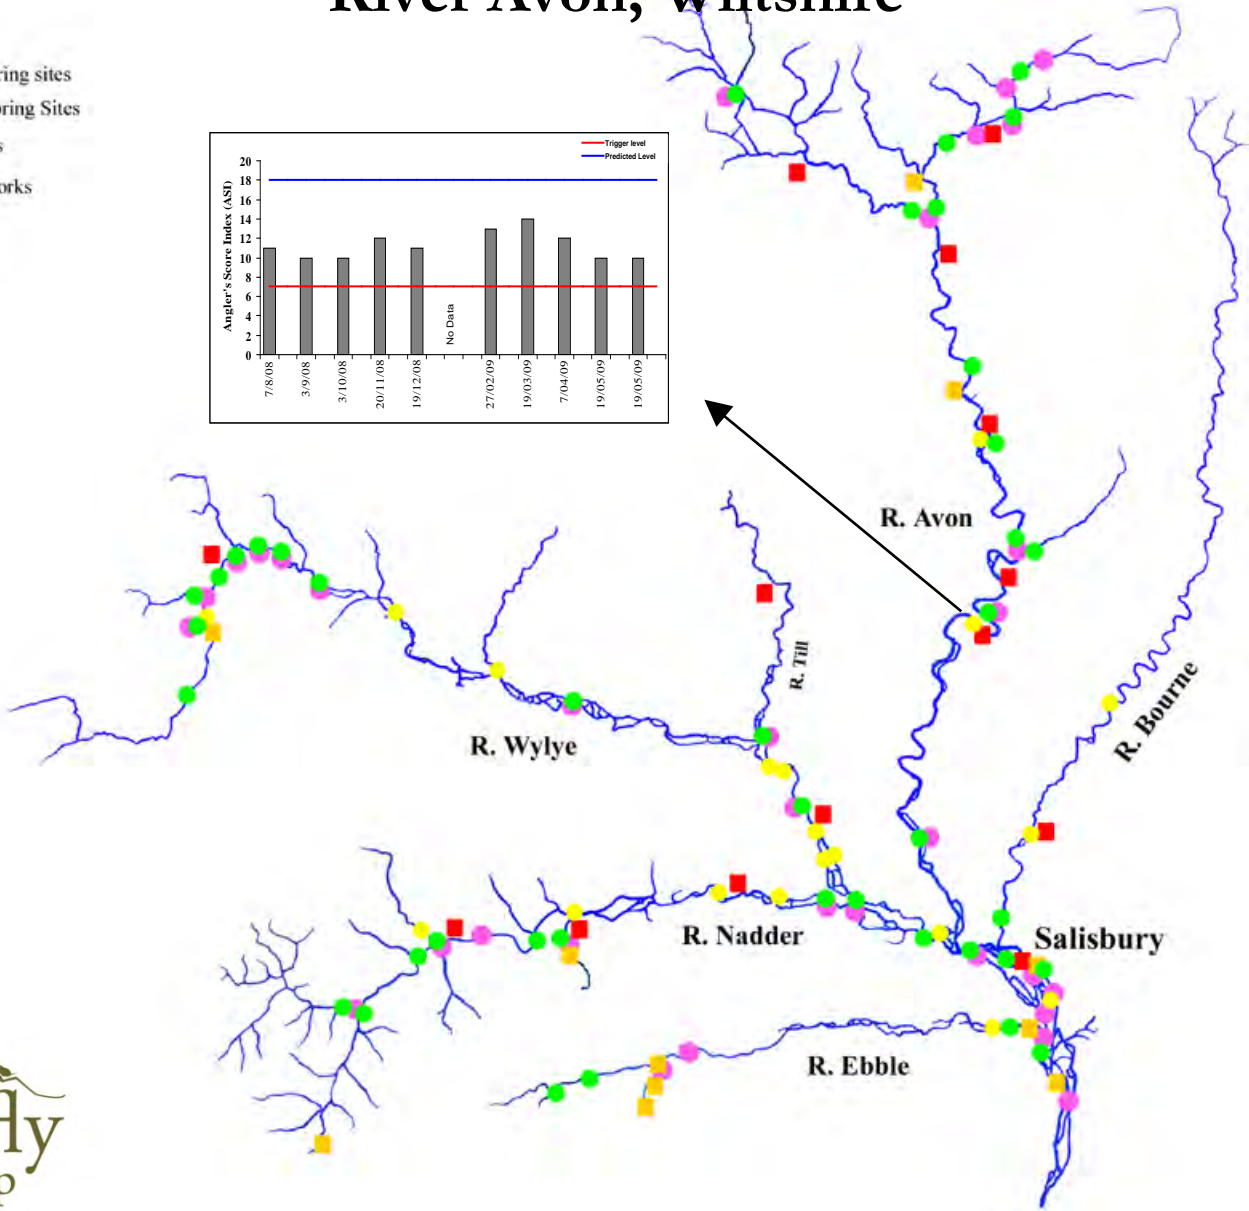 River Avon, Wiltshire
ring sites
oring Sites
s
orks
Trigger level
Predicted Level
Angler's Score Index (ASI)
20
18
16
14
12
10
8
6
4
2
0
No Data
7/8/08
3/9/08
3/10/08
20/11/08
19/12/08
27/02/09
19/03/09
7/04/09
19/05/09
19/05/09
R. Avon
R. Till
R. Bourne
R. Wylye
R. Nadder
Salisbury
R. Ebble
fly
p